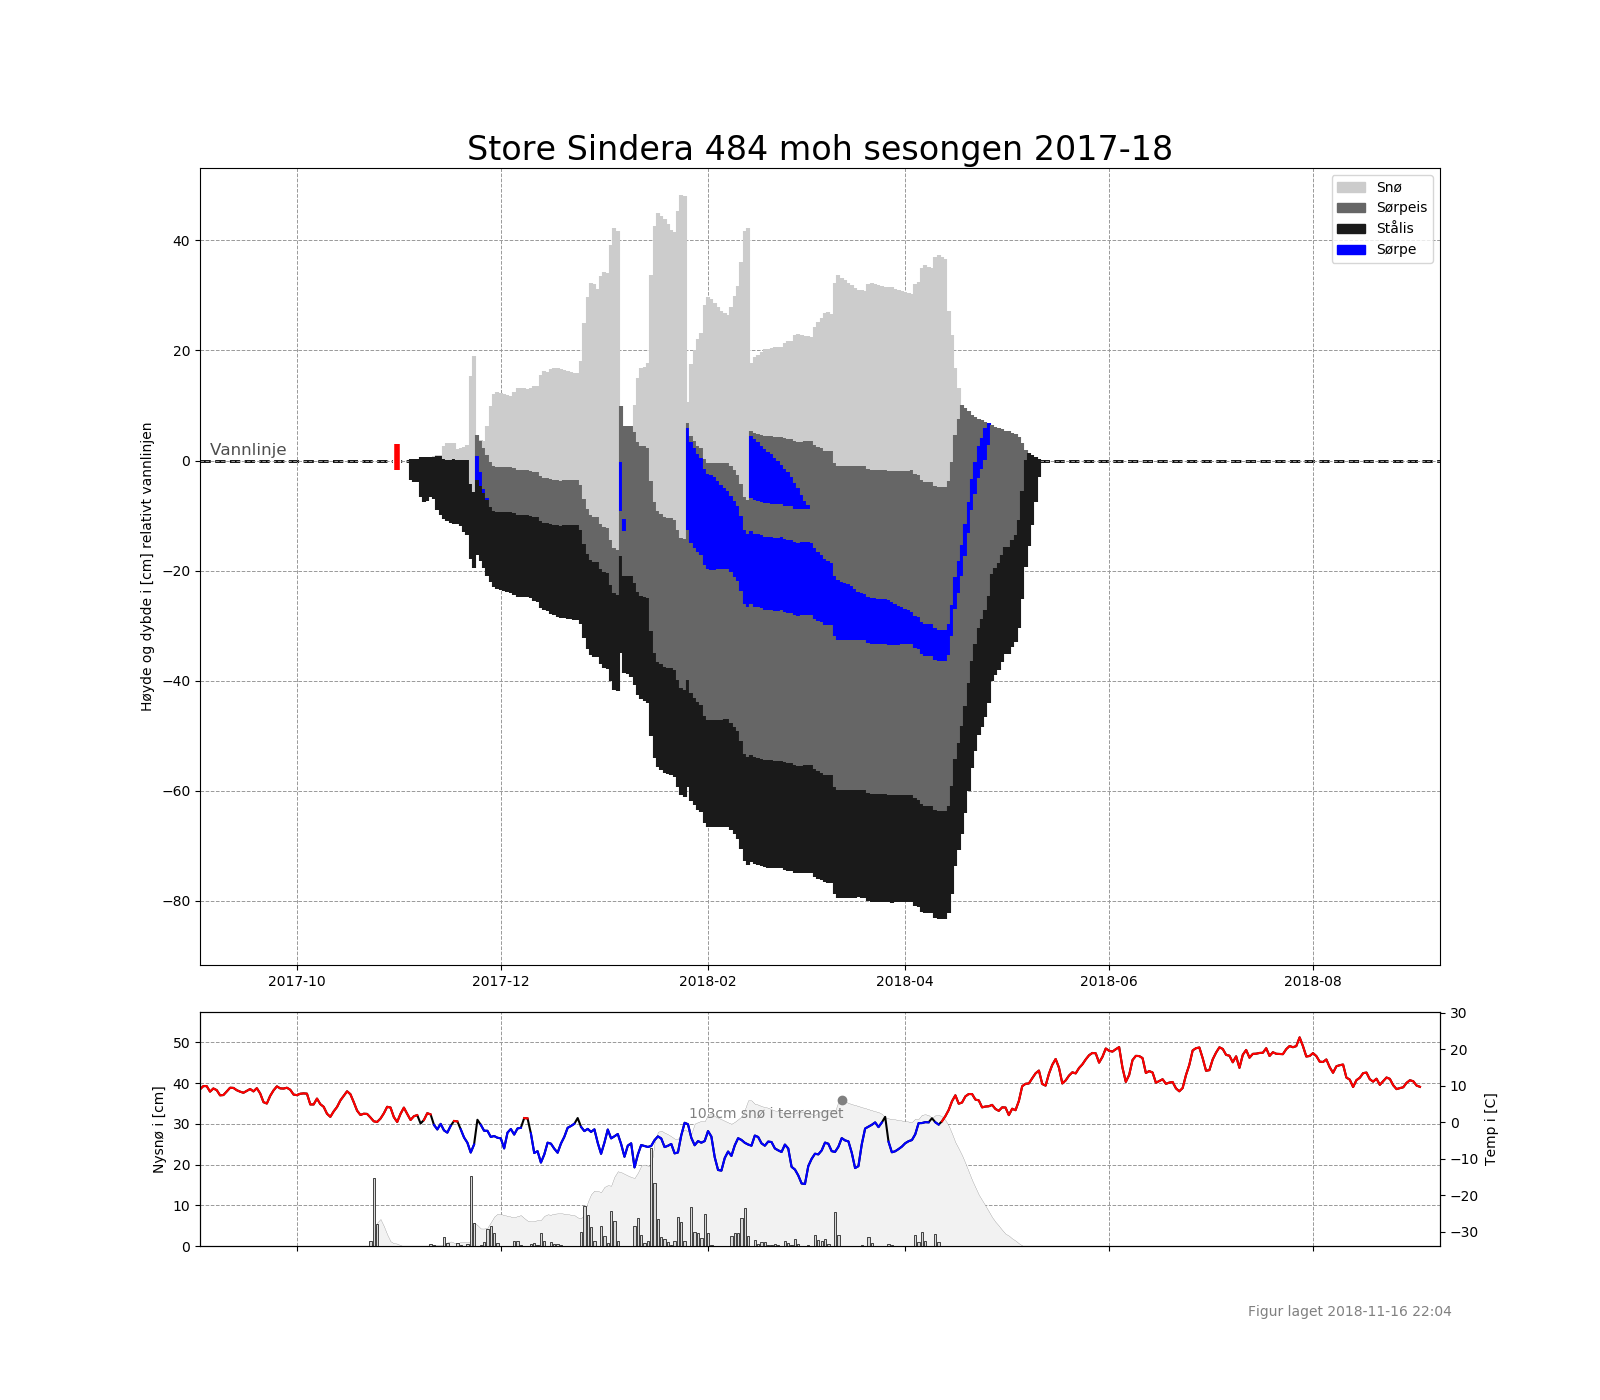 Store Sindera 484 moh sesongen 2017-18
Snø
Sørpeis
Stålis
Sørpe
Høyde og dybde i [cm] relativt vannlinjen
40
20
0
−20
−40
−60
−80
Vannlinje
2017-10 2017-12 2018-02 2018-04 2018-06 2018-08
Nysnø i [cm]
50
40
30
20
10
0
103cm snø i terrenget
30
20
10
0
−10
−20
−30
Temp i [C]
Figur laget 2018-11-16 22:04